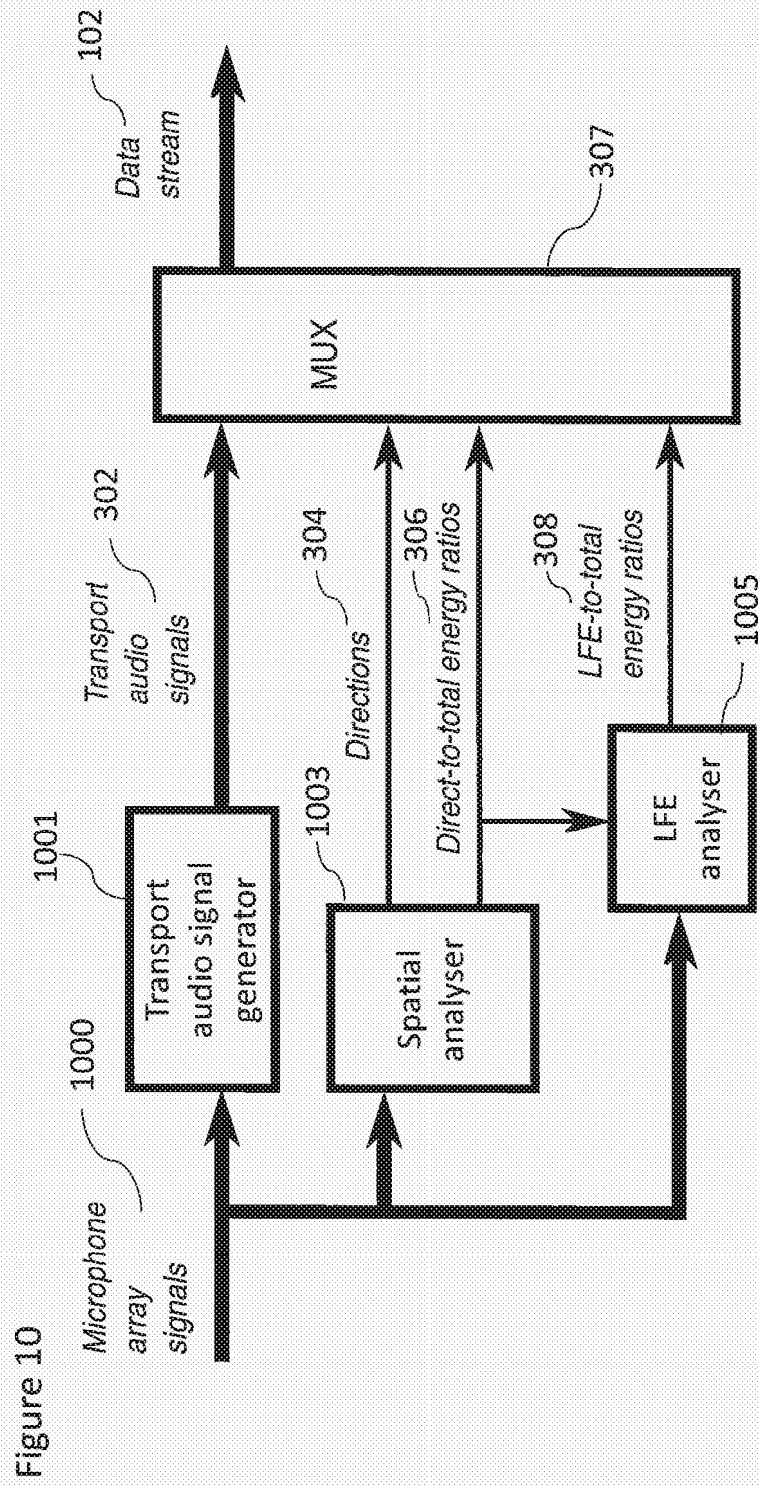 Figure 10
Microphone
array
signals
1000
1001
Transport
audio signal
generator
Transport
audio
signals
302
Data
stream
102
1003
Spatial
analyser
Directions
304
Direct-to-total energy ratios
306
MUX
307
LFE
analyser
1005
LFE-to-total
energy ratios
308